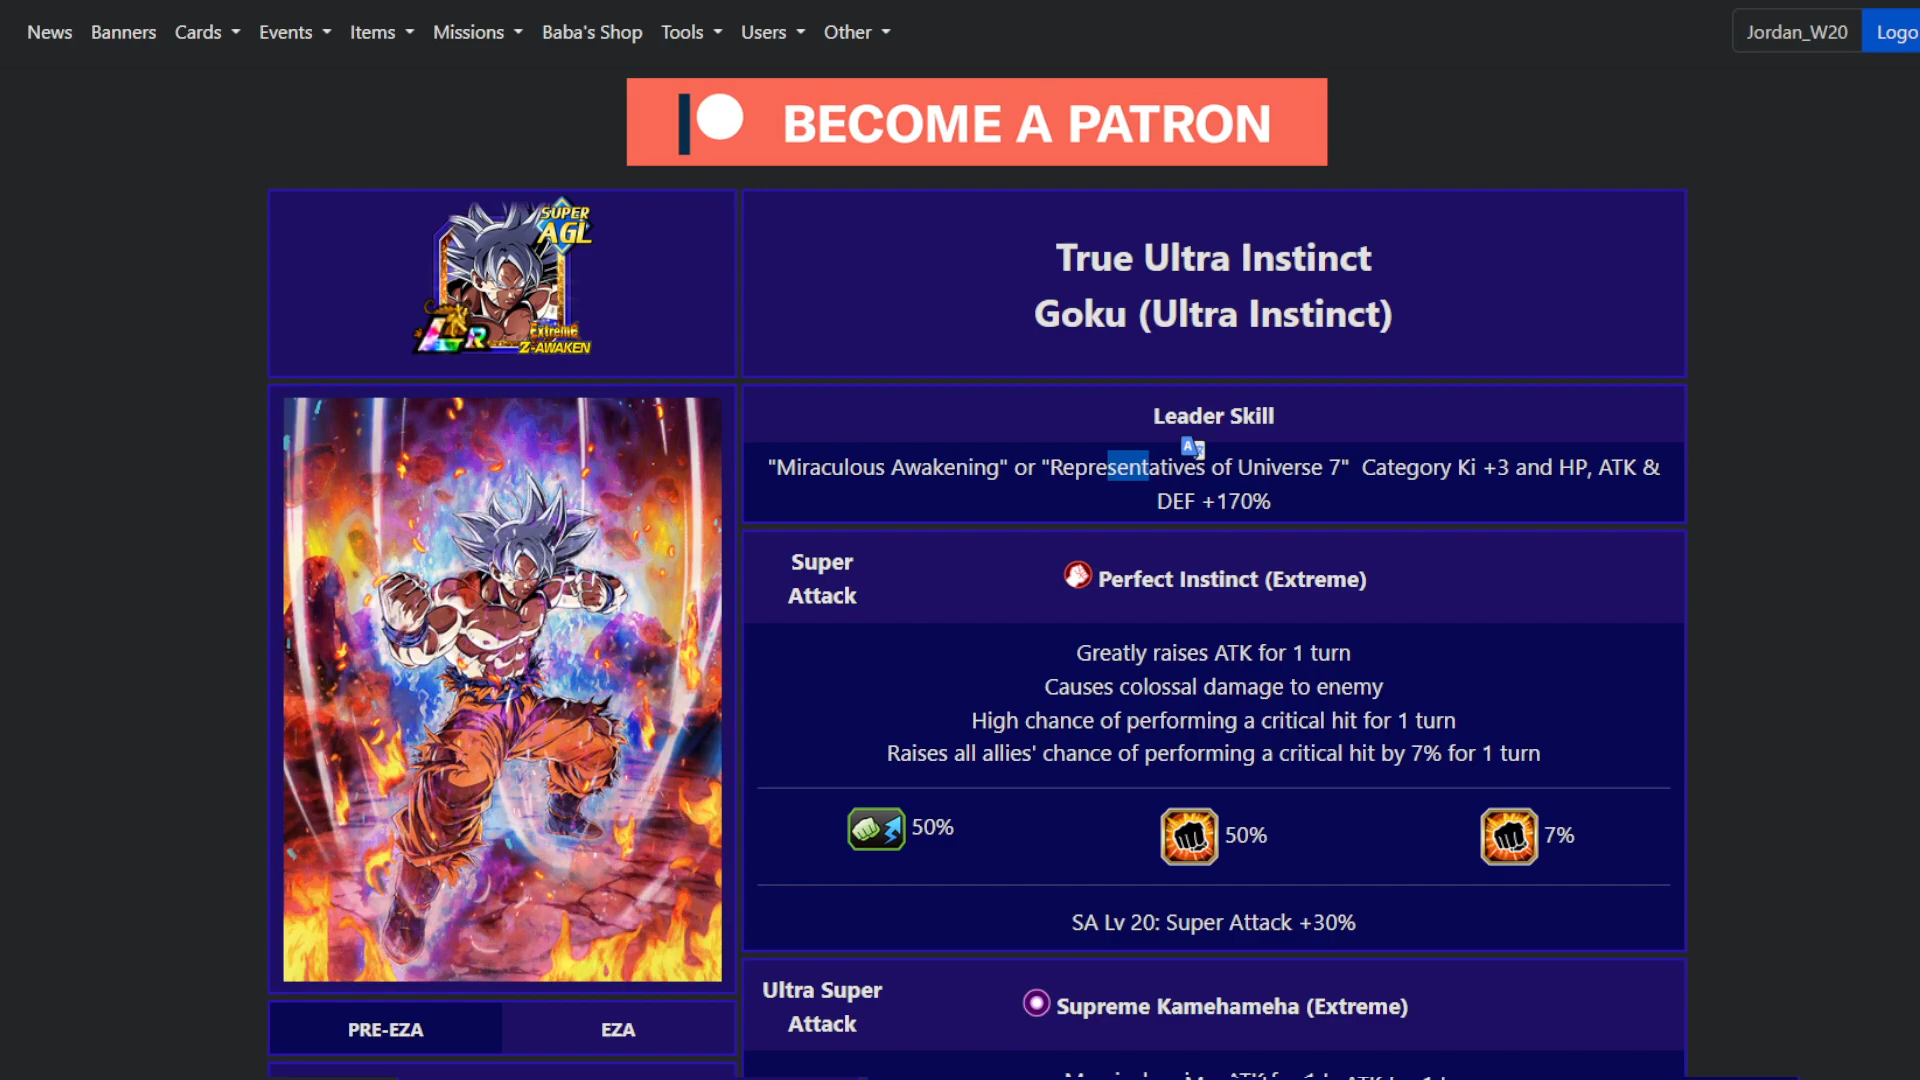 News Banners Cards Events Items Missions Baba's Shop Tools Users Other Jordan_W20 Logo
BECOME A PATRON
SUPER
AGL
LR
Extreme
Z-AWAKEN
True Ultra Instinct
Goku (Ultra Instinct)
Leader Skill
"Miraculous Awakening" or "Representatives of Universe 7" Category Ki +3 and HP, ATK &
DEF +170%
Super
Attack
Perfect Instinct (Extreme)
Greatly raises ATK for 1 turn
Causes colossal damage to enemy
High chance of performing a critical hit for 1 turn
Raises all allies' chance of performing a critical hit by 7% for 1 turn
50% 50% 7%
SA Lv 20: Super Attack +30%
Ultra Super
Attack
Supreme Kamehameha (Extreme)
PRE-EZA EZA